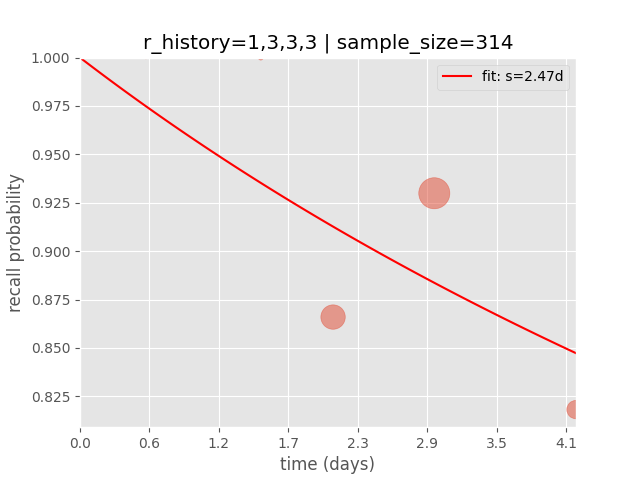 r_history=1,3,3,3 | sample_size=314
fit: s=2.47d
1.000
0.975
0.950
0.925
0.900
0.875
0.850
0.825
recall probability
0.0 0.6 1.2 1.7 2.3 2.9 3.5 4.1
time (days)